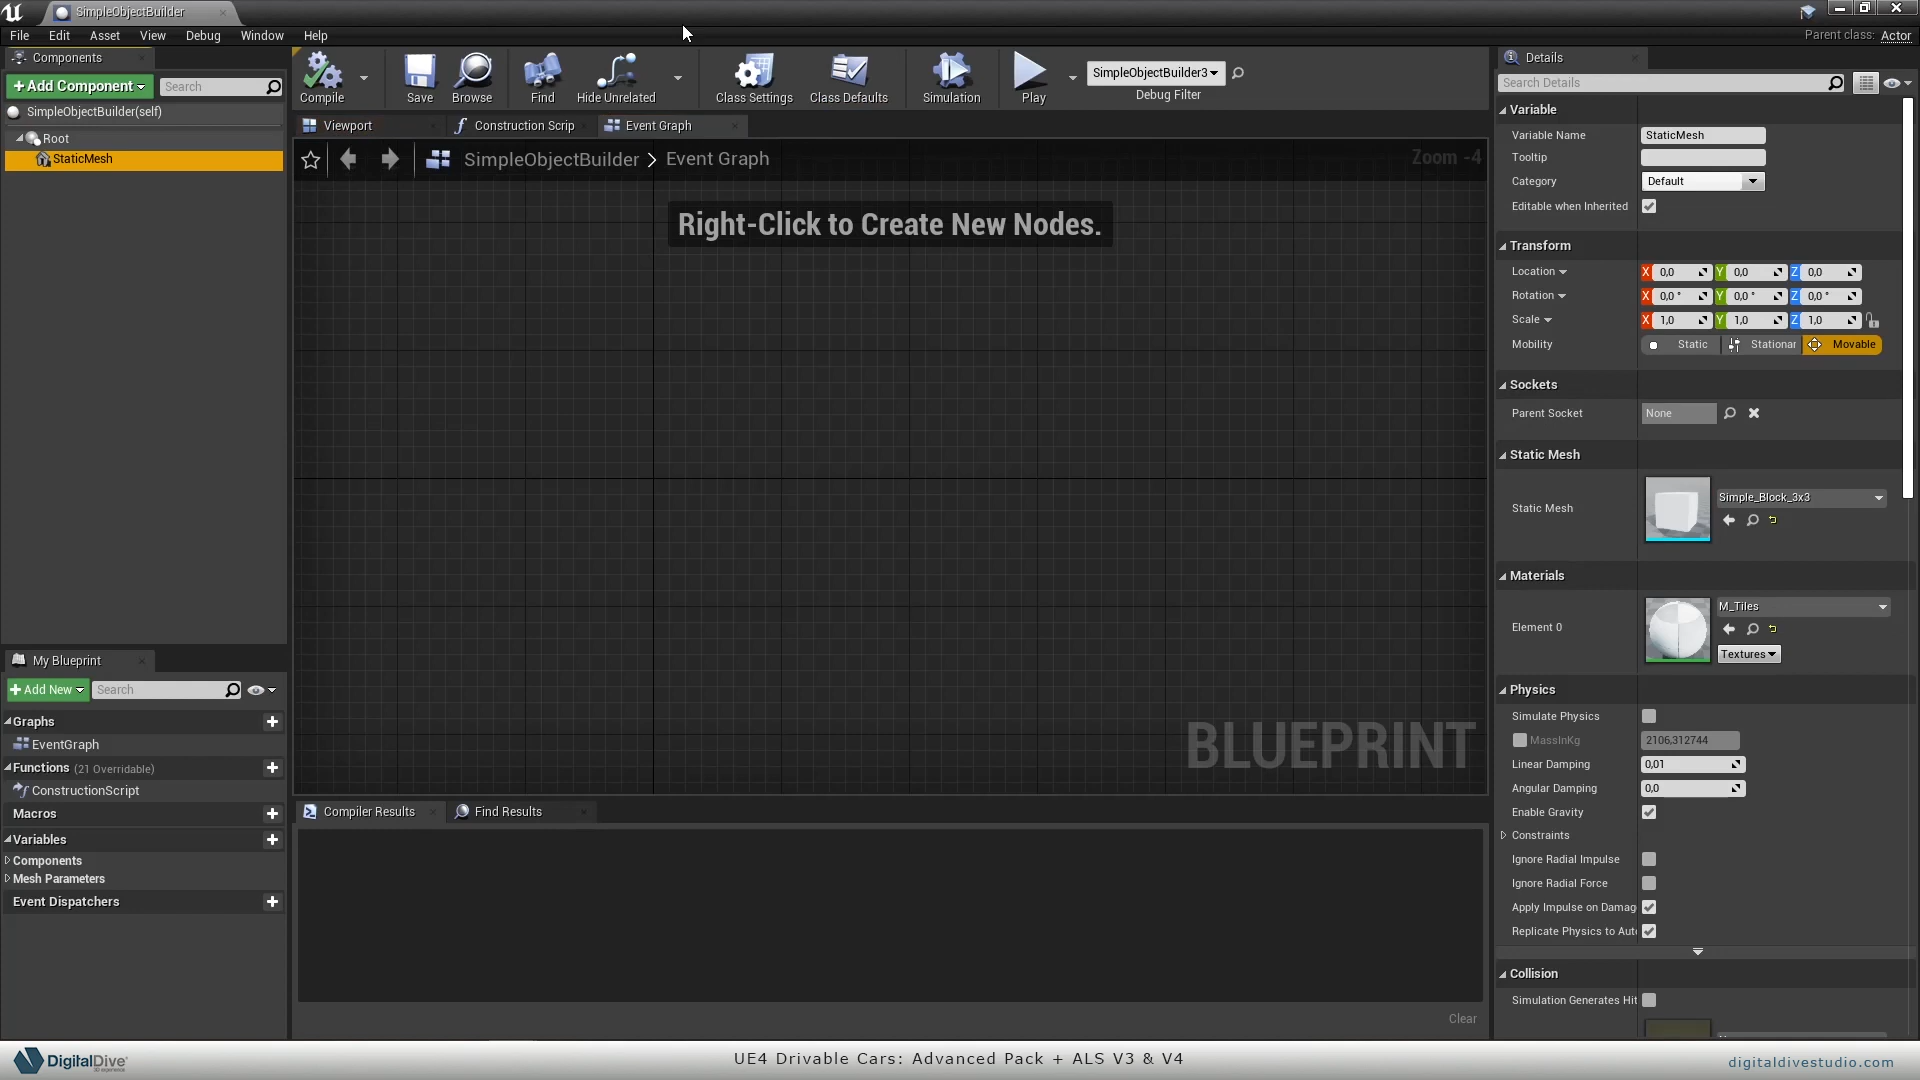 SimpleObjectBuilder
File Edit Asset View Debug Window Help
Parent class: Actor
Components
+Add Component
Search
SimpleObjectBuilder(self)
Root
StaticMesh
Compile
Save
Browse
Find
Hide Unrelated
Class Settings
Class Defaults
Simulation
Play
SimpleObjectBuilder3
Debug Filter
Viewport
Construction Scrip
Event Graph
SimpleObjectBuilder > Event Graph
Zoom -4
Right-Click to Create New Nodes.
BLUEPRINT
My Blueprint
+Add New
Search
Graphs
EventGraph
Functions (21 Overridable)
ConstructionScript
Macros
Variables
Components
Mesh Parameters
Event Dispatchers
Compiler Results
Find Results
Clear
Details
Search Details
Variable
Variable Name StaticMesh
Tooltip
Category Default
Editable when Inherited
Transform
Location X 0,0 Y 0,0 Z 0,0
Rotation X 0,0 ° Y 0,0 ° Z 0,0 °
Scale X 1,0 Y 1,0 Z 1,0
Mobility Static Stationar Movable
Sockets
Parent Socket None
Static Mesh
Static Mesh Simple_Block_3x3
Materials
Element 0 M_Tiles
Textures
Physics
Simulate Physics
MassInKg 2106,312744
Linear Damping 0,01
Angular Damping 0,0
Enable Gravity
Constraints
Ignore Radial Impulse
Ignore Radial Force
Apply Impulse on Damag
Replicate Physics to Aut
Collision
Simulation Generates Hit
DigitalDive
UE4 Drivable Cars: Advanced Pack + ALS V3 & V4
digitaldivestudio.com